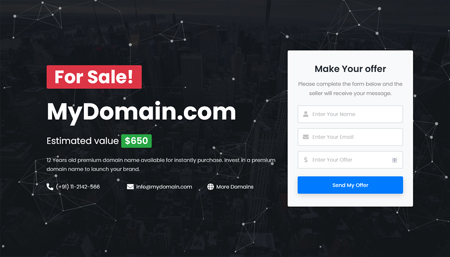 For Sale!
MyDomain.com
Estimated value $650
12 Years old premium domain name available for instantly purchase. Invest in a premium
domain name to launch your brand.
(+91) 11-2142-566 info@mydomain.com More Domains
Make Your offer
Please complete the form below and the
seller will receive your message.
Enter Your Name
Enter Your Email
$ Enter Your Offer
Send My Offer